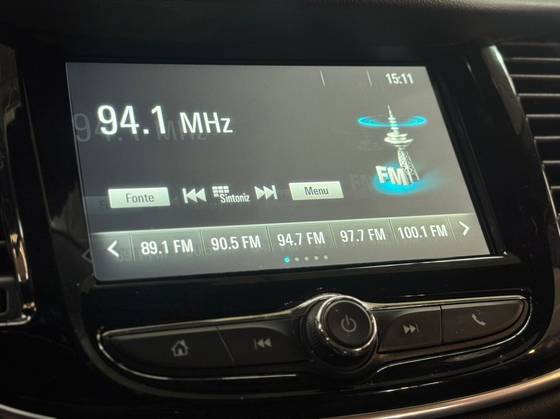 15:11
94.1 MHz
FM
Fonte Sintoniz Menu
89.1 FM 90.5 FM 94.7 FM 97.7 FM 100.1 FM